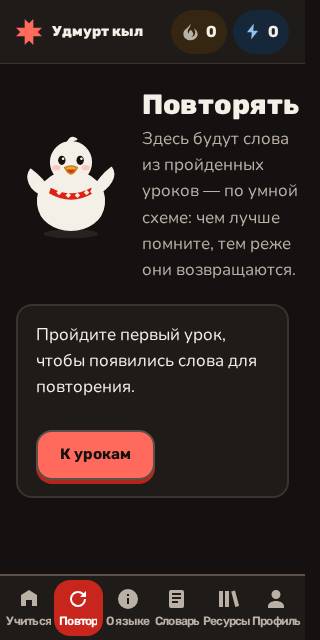 Удмурт кыл
0
0
Повторять
Здесь будут слова
из пройденных
уроков — по умной
схеме: чем лучше
помните, тем реже
они возвращаются.
Пройдите первый урок,
чтобы появились слова для
повторения.
К урокам
Учиться Повтор О языке Словарь Ресурсы Профиль